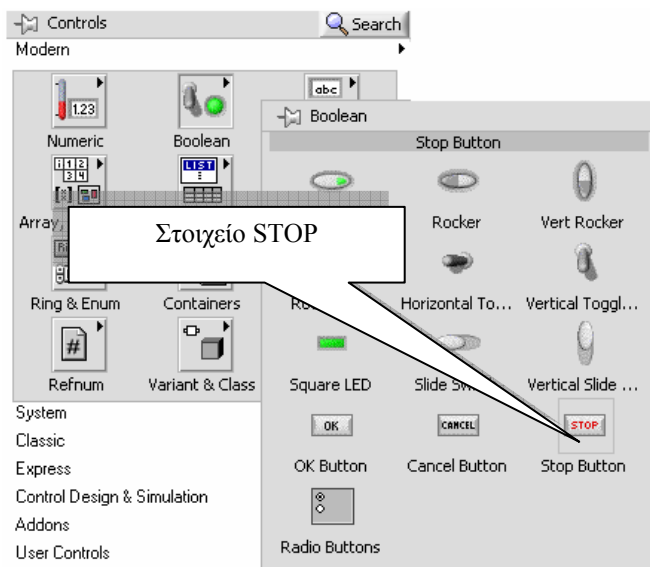 Controls
Search
Modern
1.23
abc
Numeric
Boolean
Boolean
Stop Button
LIST
Array,
Rocker
Vert Rocker
Στοιχείο STOP
Ring & Enum
Containers
Horizontal To...
Vertical Toggl...
#
Refnum
Variant & Class
Square LED
Vertical Slide ...
System
OK
CANCEL
STOP
Classic
Express
OK Button
Cancel Button
Stop Button
Control Design & Simulation
Addons
User Controls
Radio Buttons